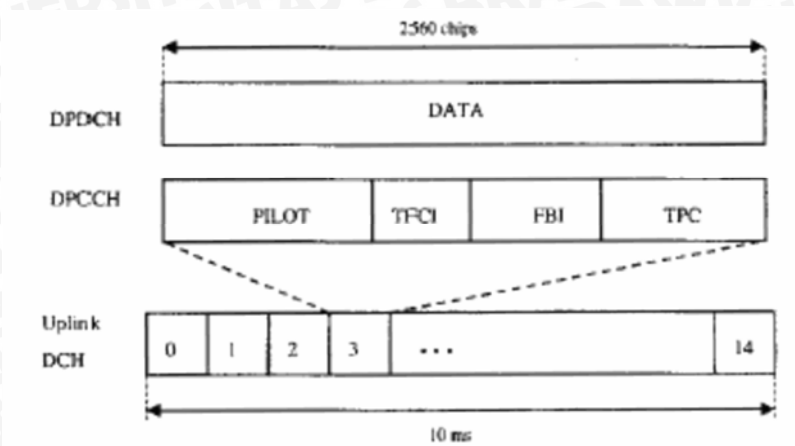 2560 chips
DPDCH DATA
DPCCH PILOT TFCI FBI TPC
Uplink
DCH 0 1 2 3 ... 14
10 ms